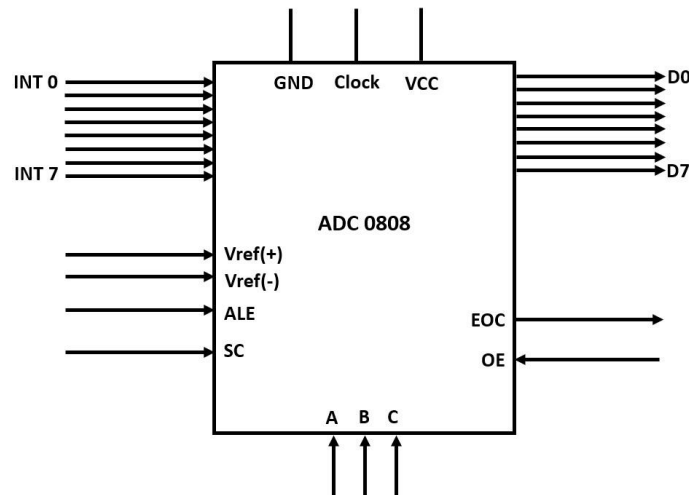 GND Clock VCC
INT 0
D0
INT 7
D7
ADC 0808
Vref(+)
Vref(-)
ALE
EOC
SC
OE
A B C